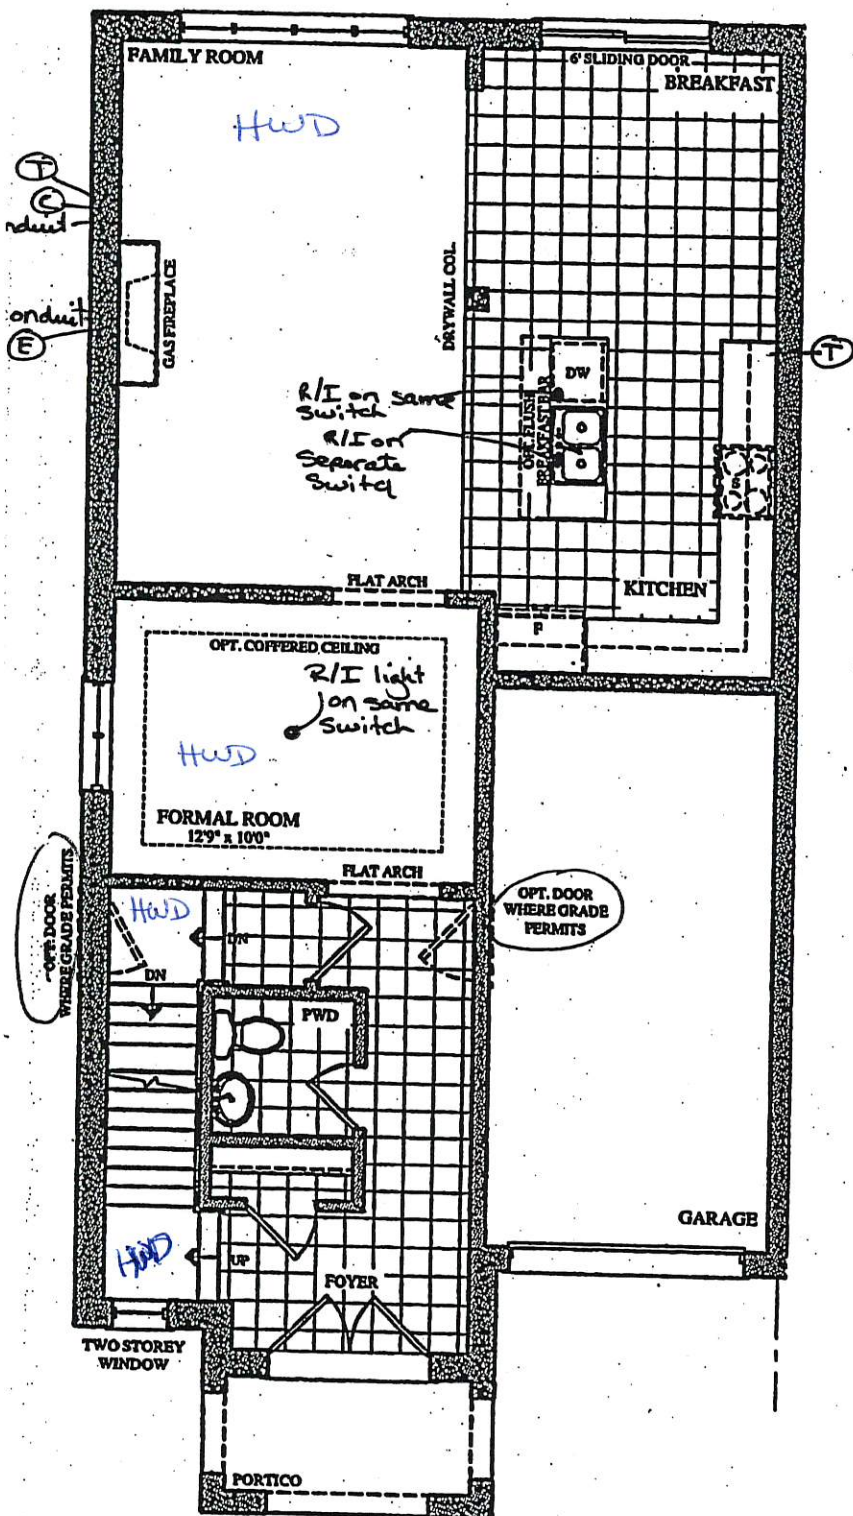 FAMILY ROOM
6' SLIDING DOOR
BREAKFAST
HWD
T
C
nduit
onduit
E
GAS FIREPLACE
DRYWALL COL.
T
DW
R/I on same
switch
R/I on
Separate
Switch
OPT. FLUSH
BREAKFAST BAR
S
FLAT ARCH
KITCHEN
F
OPT. COFFERED CEILING
R/I light
on same
Switch
HWD
FORMAL ROOM
12'9" x 10'0"
FLAT ARCH
OPT. DOOR
WHERE GRADE PERMITS
HWD
DN
DN
OPT. DOOR
WHERE GRADE
PERMITS
PWD
GARAGE
HWD
UP
FOYER
TWO STOREY
WINDOW
PORTICO